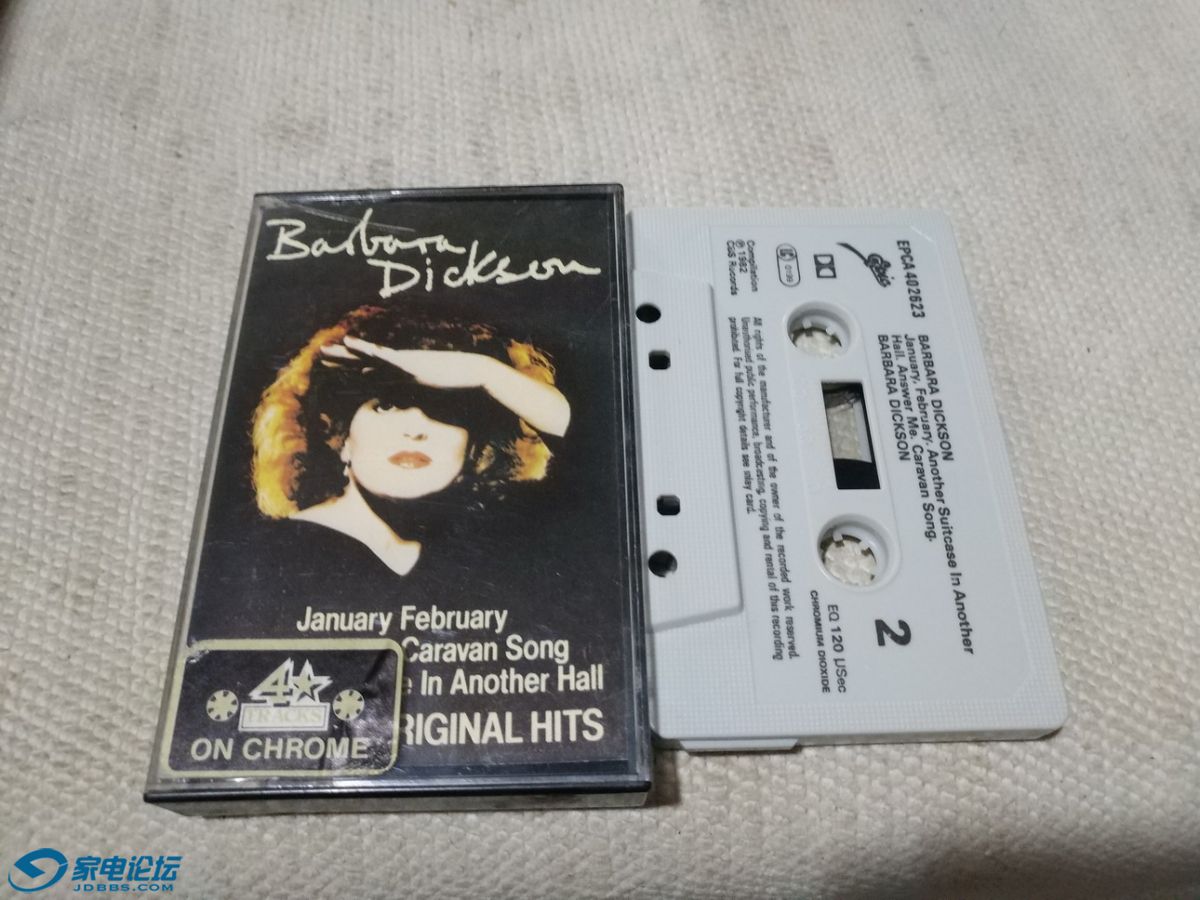 Barbara
Dickson
January February
Caravan Song
e In Another Hall
RIGINAL HITS
4
TRACKS
ON CHROME
EPCA 40 2623
Epic
0139
Compilation
℗ 1982
CBS Records
BARBARA DICKSON
January, February. Another Suitcase In Another
Hall. Answer Me. Caravan Song.
BARBARA DICKSON
All rights of the manufacturer and of the owner of the recorded work reserved.
Unauthorised public performance, broadcasting, copying and rental of this recording
prohibited. For full copyright details see inlay card.
2
EQ 120 µSec
CHROMIUM DIOXIDE
家电论坛
JDBBS.COM